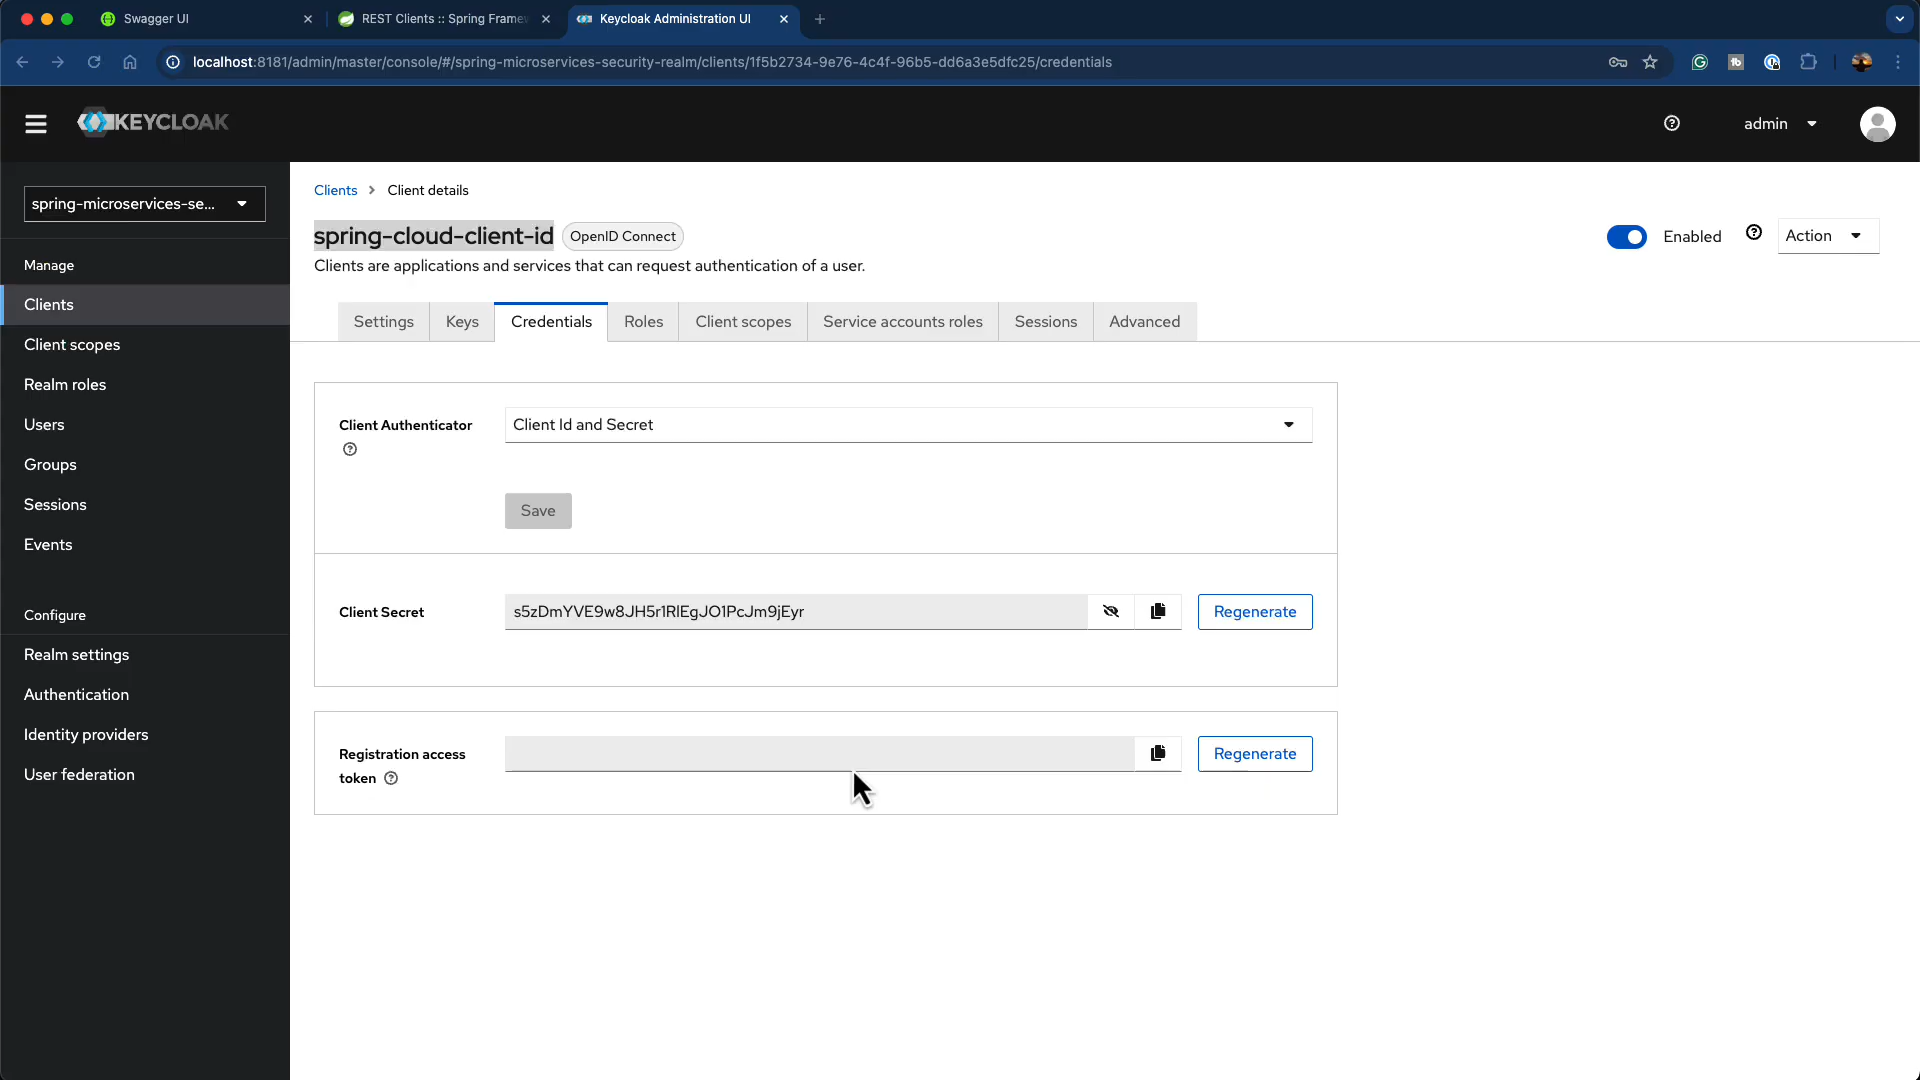 Swagger UI
REST Clients :: Spring Frame
Keycloak Administration UI
localhost:8181/admin/master/console/#/spring-microservices-security-realm/clients/1f5b2734-9e76-4c4f-96b5-dd6a3e5dfc25/credentials
KEYCLOAK
admin
spring-microservices-se...
Manage
Clients
Client scopes
Realm roles
Users
Groups
Sessions
Events
Configure
Realm settings
Authentication
Identity providers
User federation
Clients > Client details
spring-cloud-client-id OpenID Connect
Enabled
Action
Clients are applications and services that can request authentication of a user.
Settings Keys Credentials Roles Client scopes Service accounts roles Sessions Advanced
Client Authenticator Client Id and Secret
Save
Client Secret s5zDmYVE9w8JH5r1RlEgJO1PcJm9jEyr Regenerate
Registration access
token
Regenerate